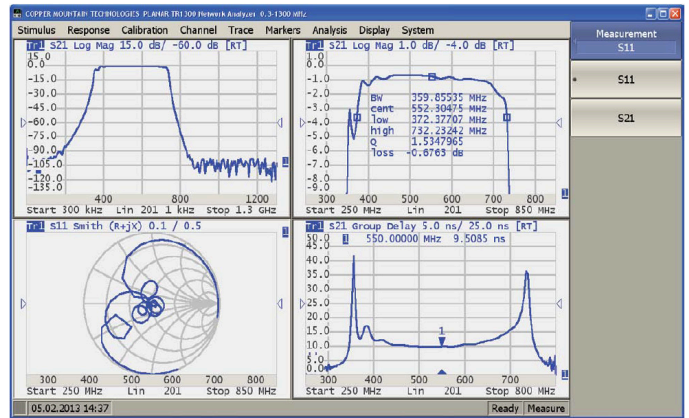 COPPER MOUNTAIN TECHNOLOGIES PLANAR TR1300 Network Analyzer 0.3-1300 MHz
Stimulus Response Calibration Channel Trace Markers Analysis Display System
Measurement
S11
S11
S21
Tr1 S21 Log Mag 15.0 dB/ -60.0 dB [RT]
15.0
0.0
-15.0
-30.0
-45.0
-60.0
-75.0
-90.0
-105.0
-120.0
-135.0
400 800 1200
Start 300 kHz Lin 201 1 kHz Stop 1.3 GHz
Tr1 S21 Log Mag 1.0 dB/ -4.0 dB [RT]
0.0
-1.0
-2.0
-3.0
-4.0
-5.0
-6.0
-7.0
-8.0
-9.0
BW 359.85535 MHz
cent 552.30475 MHz
low 372.37707 MHz
high 732.23242 MHz
Q 1.5347965
loss -0.6763 dB
300 400 500 600 700 800
Start 250 MHz Lin 201 Stop 850 MHz
Tr1 S11 Smith (R+jX) 0.1 / 0.5
300 400 500 600 700 800
Start 250 MHz Lin 201 Stop 850 MHz
Tr1 S21 Group Delay 5.0 ns/ 25.0 ns [RT]
1 550.00000 MHz 9.5085 ns
50.0
45.0
40.0
35.0
30.0
25.0
20.0
15.0
10.0
5.0
0.0
1
300 400 500 600 700 800
Start 250 MHz Lin 201 Stop 800 MHz
05.02.2013 14:37
Ready Measure